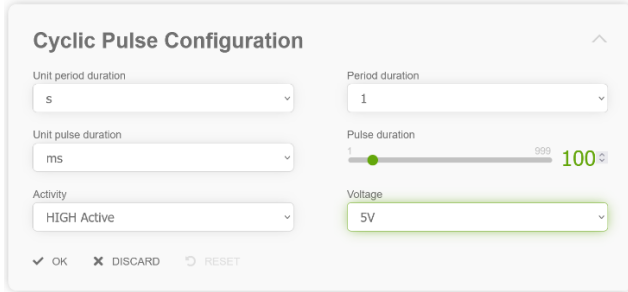 Cyclic Pulse Configuration
Unit period duration
Period duration
s
1
Unit pulse duration
Pulse duration
ms
1
999
100
Activity
Voltage
HIGH Active
5V
OK
DISCARD
RESET